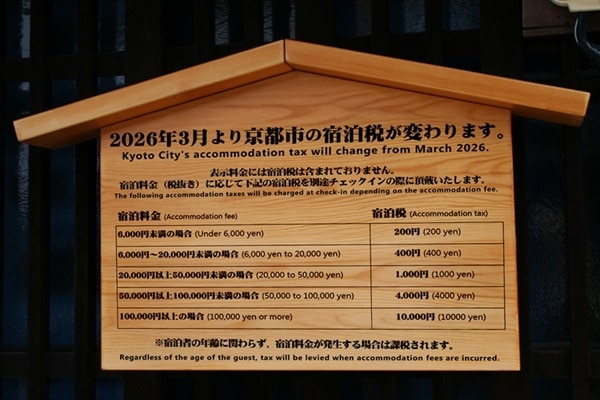 2026年3月より京都市の宿泊税が変わります。
Kyoto City's accommodation tax will change from March 2026.
表示料金には宿泊税は含まれておりません。
宿泊料金（税抜き）に応じて下記の宿泊税を別途チェックインの際に頂戴いたします。
The following accommodation taxes will be charged at check-in depending on the accommodation fee.
宿泊料金 (Accommodation fee) 宿泊税 (Accommodation tax)
6,000円未満の場合 (Under 6,000 yen) 200円 (200 yen)
6,000円～20,000円未満の場合 (6,000 yen to 20,000 yen) 400円 (400 yen)
20,000円以上50,000円未満の場合 (20,000 to 50,000 yen) 1,000円 (1000 yen)
50,000円以上100,000円未満の場合 (50,000 to 100,000 yen) 4,000円 (4000 yen)
100,000円以上の場合 (100,000 yen or more) 10,000円 (10000 yen)
※宿泊者の年齢に関わらず、宿泊料金が発生する場合は課税されます。
Regardless of the age of the guest, tax will be levied when accommodation fees are incurred.